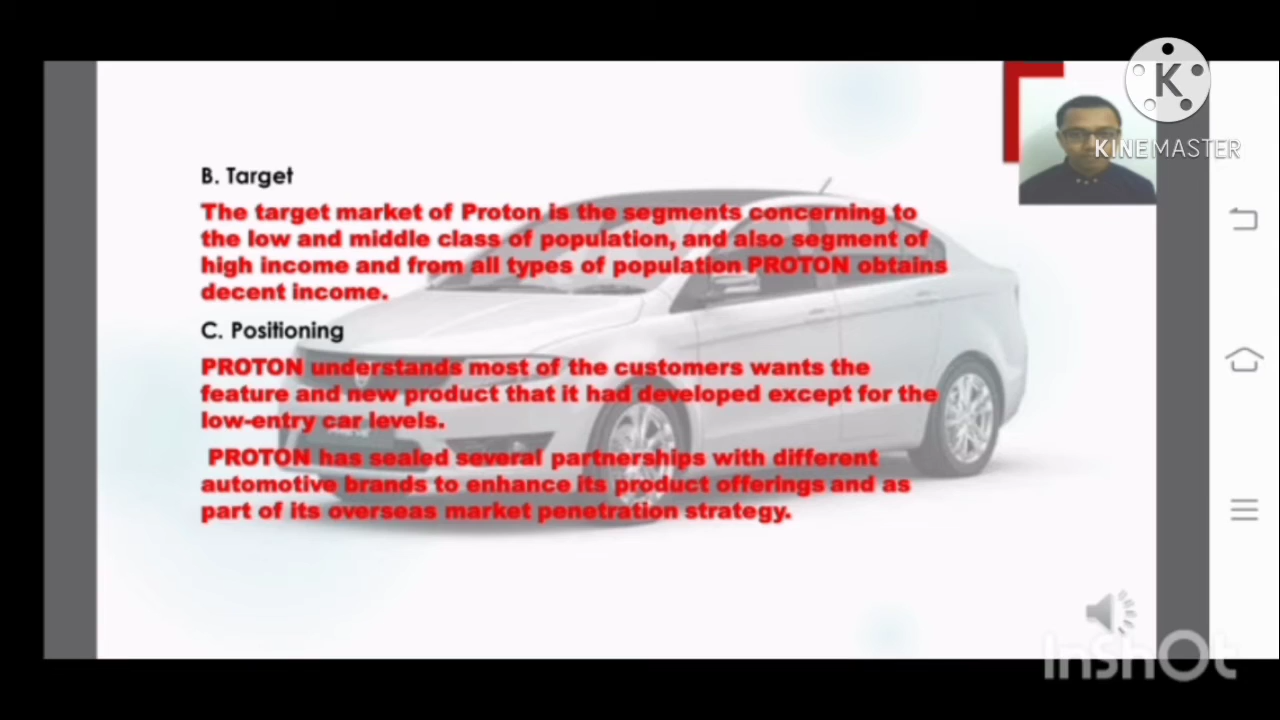 K
KINEMASTER
B. Target
The target market of Proton is the segments concerning to
the low and middle class of population, and also segment of
high income and from all types of population PROTON obtains
decent income.
C. Positioning
PROTON understands most of the customers wants the
feature and new product that it had developed except for the
low-entry car levels.
PROTON has sealed several partnerships with different
automotive brands to enhance its product offerings and as
part of its overseas market penetration strategy.
InShOt